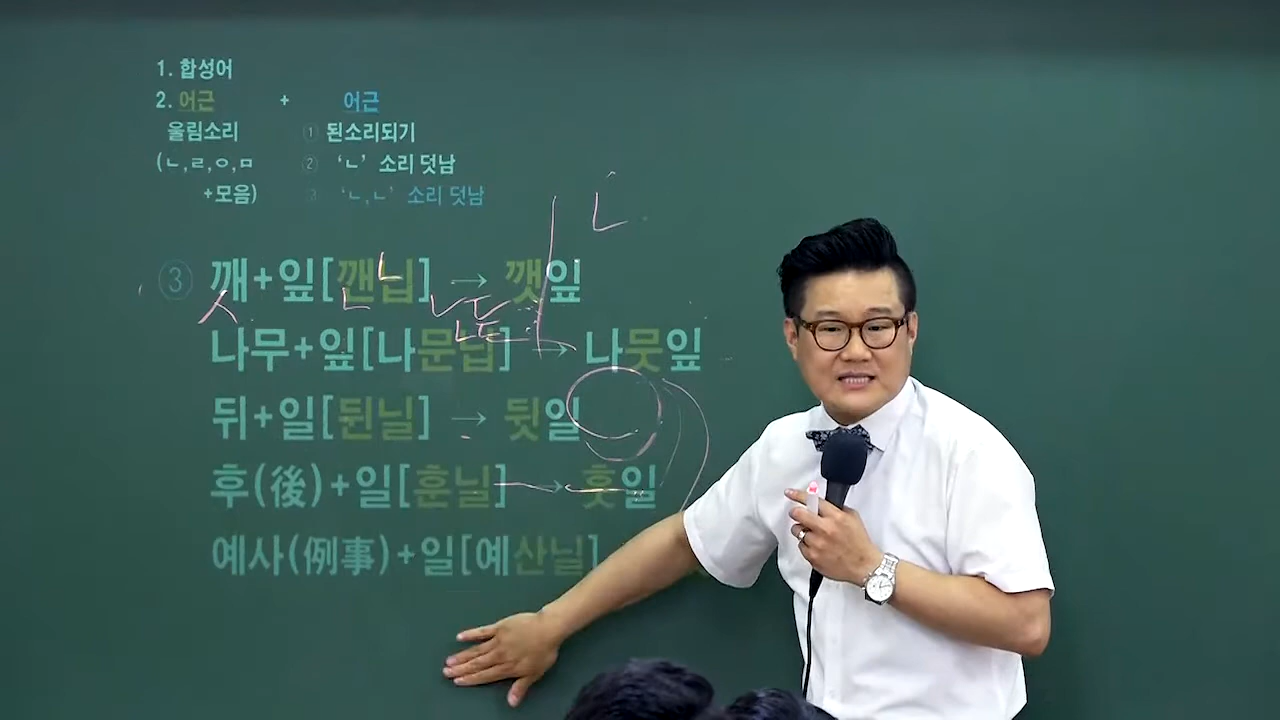 1. 합성어
2. 어근 + 어근
울림소리 ① 된소리되기
(ㄴ,ㄹ,ㅇ,ㅁ ② ‘ㄴ’ 소리 덧남
+모음) ③ ‘ㄴ,ㄴ’ 소리 덧남
ㄴ
③ 깨+잎[깬닙] → 깻잎
나무+잎[나문닙] → 나뭇잎
뒤+일[뒨닐] → 뒷일
후(後)+일[훈닐] → 훗일
예사(例事)+일[예산닐]